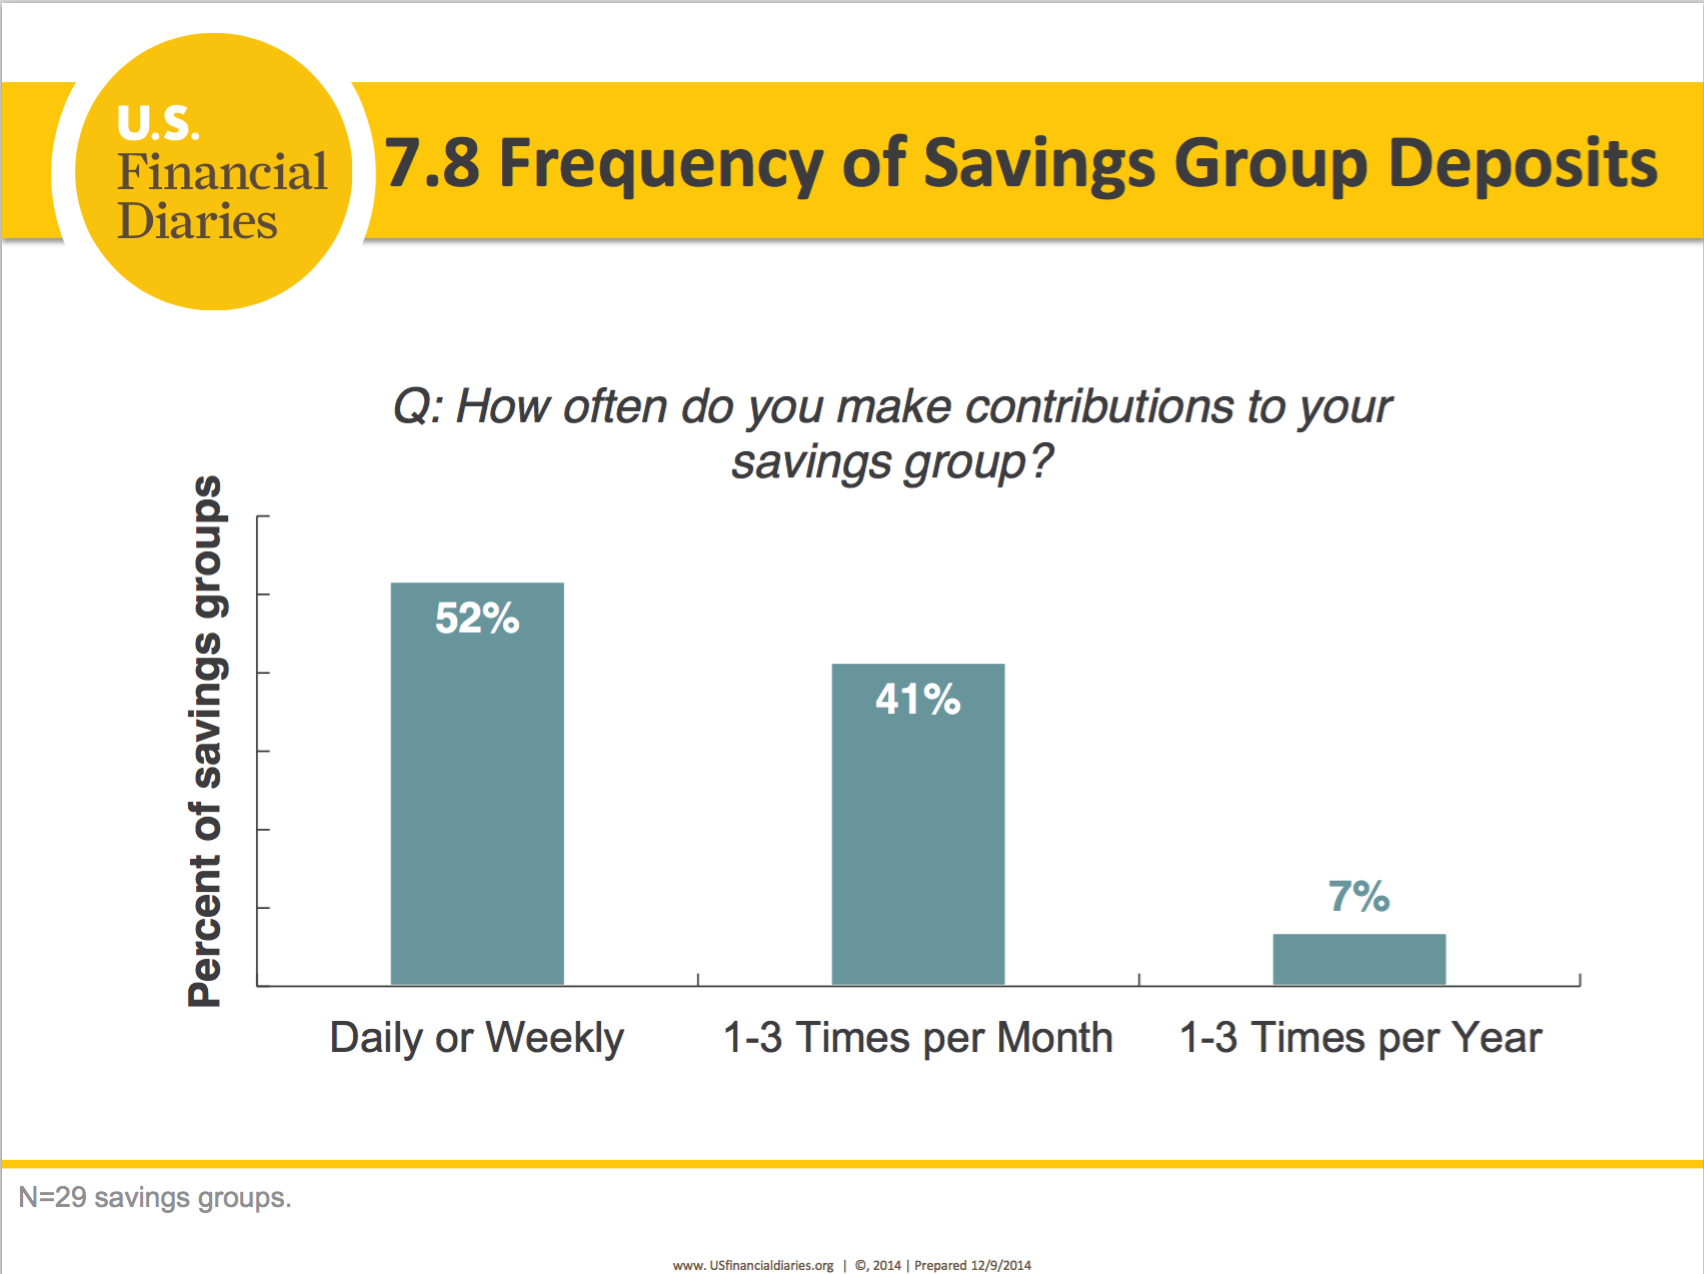 U.S.
Financial
Diaries
7.8 Frequency of Savings Group Deposits
Q: How often do you make contributions to your
savings group?
Percent of savings groups
52%
41%
7%
Daily or Weekly
1-3 Times per Month
1-3 Times per Year
N=29 savings groups.
www. USfinancialdiaries.org | ©, 2014 | Prepared 12/9/2014